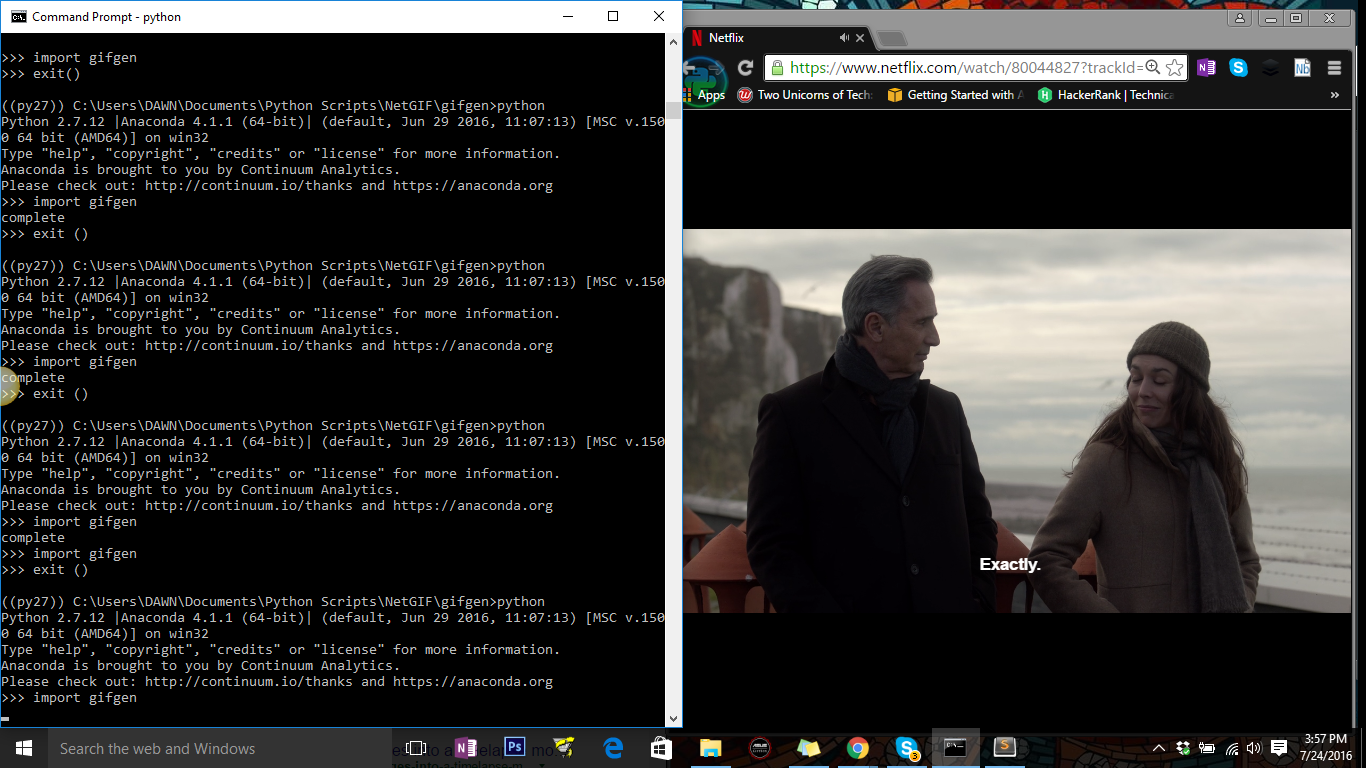 Command Prompt - python
>>> import gifgen
>>> exit()
((py27)) C:\Users\DAWN\Documents\Python Scripts\NetGIF\gifgen>python
Python 2.7.12 |Anaconda 4.1.1 (64-bit)| (default, Jun 29 2016, 11:07:13) [MSC v.150
0 64 bit (AMD64)] on win32
Type "help", "copyright", "credits" or "license" for more information.
Anaconda is brought to you by Continuum Analytics.
Please check out: http://continuum.io/thanks and https://anaconda.org
>>> import gifgen
complete
>>> exit ()
((py27)) C:\Users\DAWN\Documents\Python Scripts\NetGIF\gifgen>python
Python 2.7.12 |Anaconda 4.1.1 (64-bit)| (default, Jun 29 2016, 11:07:13) [MSC v.150
0 64 bit (AMD64)] on win32
Type "help", "copyright", "credits" or "license" for more information.
Anaconda is brought to you by Continuum Analytics.
Please check out: http://continuum.io/thanks and https://anaconda.org
>>> import gifgen
complete
>>> exit ()
((py27)) C:\Users\DAWN\Documents\Python Scripts\NetGIF\gifgen>python
Python 2.7.12 |Anaconda 4.1.1 (64-bit)| (default, Jun 29 2016, 11:07:13) [MSC v.150
0 64 bit (AMD64)] on win32
Type "help", "copyright", "credits" or "license" for more information.
Anaconda is brought to you by Continuum Analytics.
Please check out: http://continuum.io/thanks and https://anaconda.org
>>> import gifgen
complete
>>> import gifgen
>>> exit ()
((py27)) C:\Users\DAWN\Documents\Python Scripts\NetGIF\gifgen>python
Python 2.7.12 |Anaconda 4.1.1 (64-bit)| (default, Jun 29 2016, 11:07:13) [MSC v.150
0 64 bit (AMD64)] on win32
Type "help", "copyright", "credits" or "license" for more information.
Anaconda is brought to you by Continuum Analytics.
Please check out: http://continuum.io/thanks and https://anaconda.org
>>> import gifgen
Netflix
https://www.netflix.com/watch/80044827?trackId=
Apps Two Unicorns of Tech Getting Started with A HackerRank | Technica »
Exactly.
Search the web and Windows
3:57 PM
7/24/2016